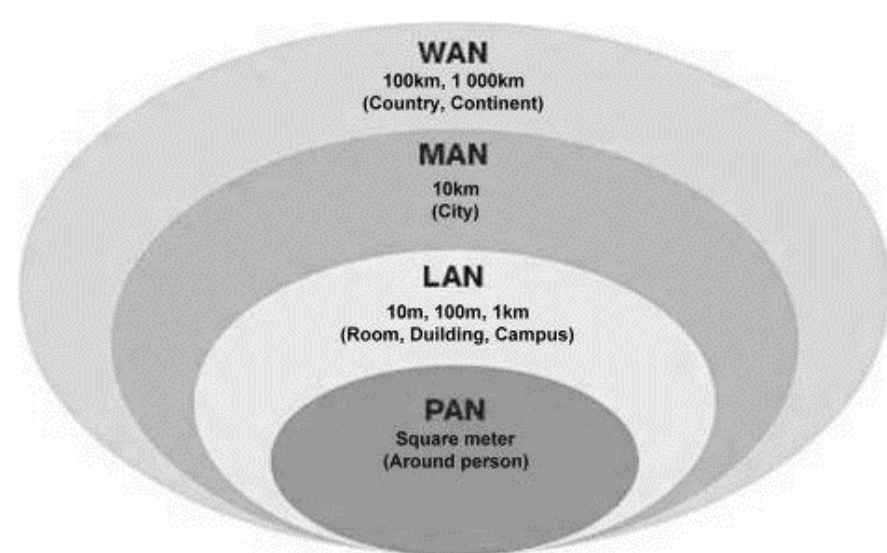 WAN
100km, 1 000km
(Country, Continent)
MAN
10km
(City)
LAN
10m, 100m, 1km
(Room, Duilding, Campus)
PAN
Square meter
(Around person)